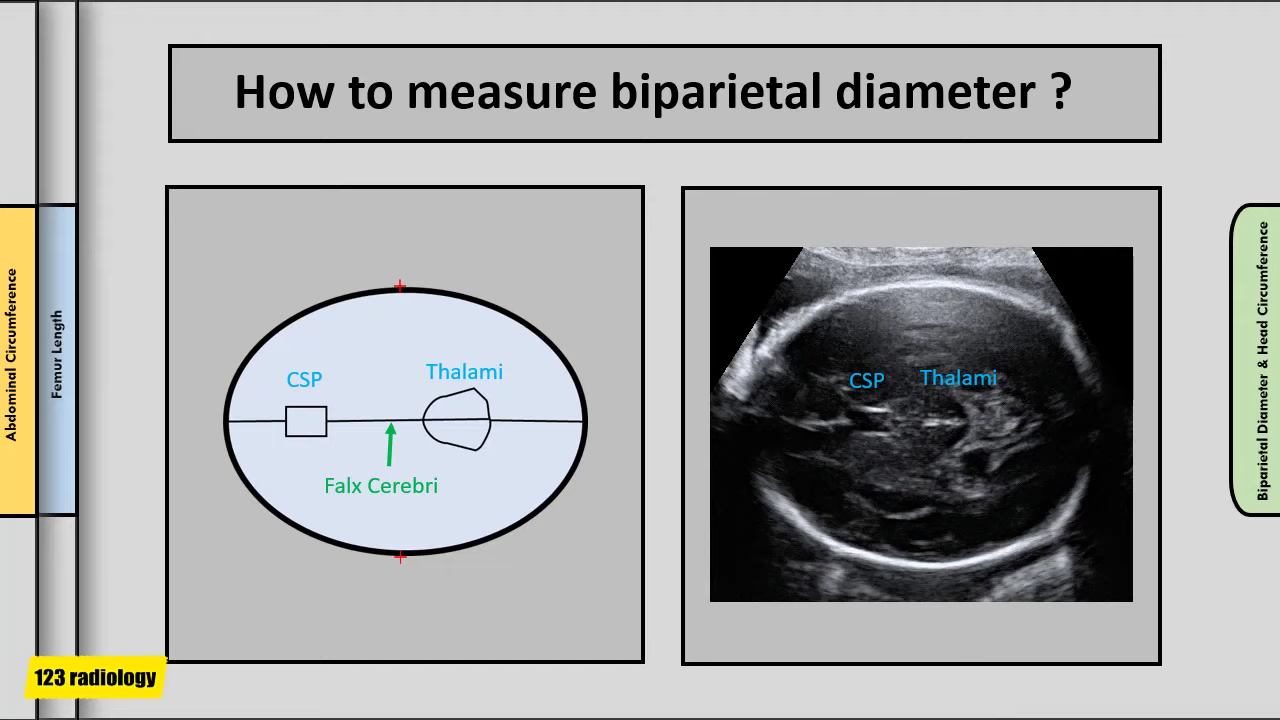 How to measure biparietal diameter ?
Abdominal Circumference
Femur Length
CSP
Thalami
Falx Cerebri
CSP
Thalami
Biparietal Diameter & Head Circumference
123 radiology